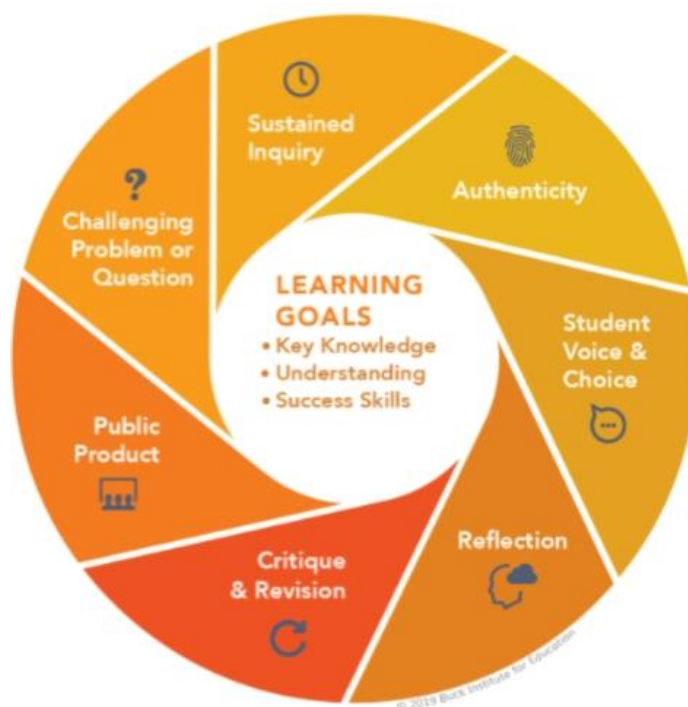 Sustained
Inquiry
Authenticity
?
Challenging
Problem or
Question
LEARNING
GOALS
• Key Knowledge
• Understanding
• Success Skills
Student
Voice &
Choice
Public
Product
Reflection
Critique
& Revision
© 2019 Buck Institute for Education